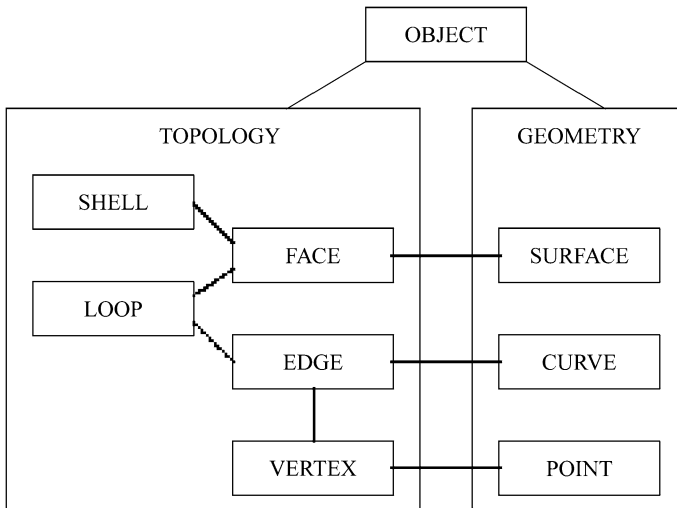 OBJECT
TOPOLOGY
GEOMETRY
SHELL
FACE
SURFACE
LOOP
EDGE
CURVE
VERTEX
POINT